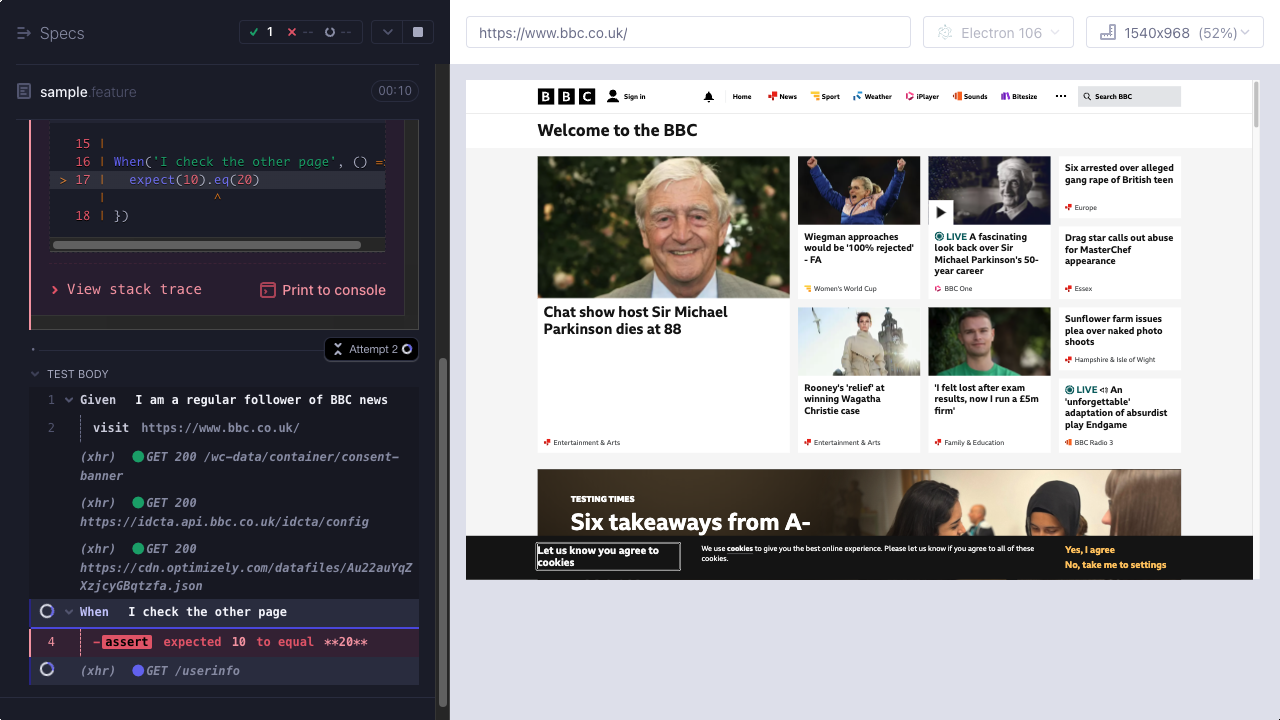 Specs
1
--
--
sample.feature
00:10
15 |
16 | When('I check the other page', () =
> 17 |   expect(10).eq(20)
| ^
18 | })
View stack trace
Print to console
Attempt 2
TEST BODY
1 Given I am a regular follower of BBC news
2 visit https://www.bbc.co.uk/
(xhr) GET 200 /wc-data/container/consent-
banner
(xhr) GET 200
https://idcta.api.bbc.co.uk/idcta/config
(xhr) GET 200
https://cdn.optimizely.com/datafiles/Au22auYqZ
XzjcyGBqtzfa.json
When I check the other page
4 -assert expected 10 to equal **20**
(xhr) GET /userinfo
https://www.bbc.co.uk/
Electron 106
1540x968 (52%)
BBC
Sign in
Home
News
Sport
Weather
iPlayer
Sounds
Bitesize
Search BBC
Welcome to the BBC
Chat show host Sir Michael
Parkinson dies at 88
Entertainment & Arts
Wiegman approaches
would be '100% rejected'
- FA
Women's World Cup
LIVE A fascinating
look back over Sir
Michael Parkinson's 50-
year career
BBC One
Six arrested over alleged
gang rape of British teen
Europe
Drag star calls out abuse
for MasterChef
appearance
Essex
Rooney's 'relief' at
winning Wagatha
Christie case
Entertainment & Arts
'I felt lost after exam
results, now I run a £5m
firm'
Family & Education
Sunflower farm issues
plea over naked photo
shoots
Hampshire & Isle of Wight
LIVE An
'unforgettable'
adaptation of absurdist
play Endgame
BBC Radio 3
TESTING TIMES
Six takeaways from A-
Let us know you agree to
cookies
We use cookies to give you the best online experience. Please let us know if you agree to all of these
cookies.
Yes, I agree
No, take me to settings